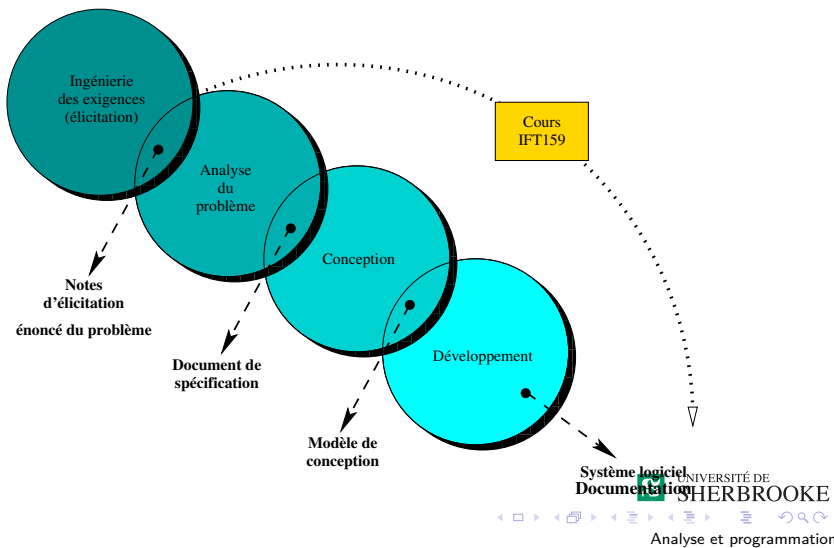 Ingénierie
des exigences
(élicitation)
Cours
IFT159
Analyse
du
problème
Conception
Notes
d'élicitation
énoncé du problème
Développement
Document de
spécification
Modèle de
conception
Système logiciel
Documentation
UNIVERSITÉ DE
SHERBROOKE
Analyse et programmation